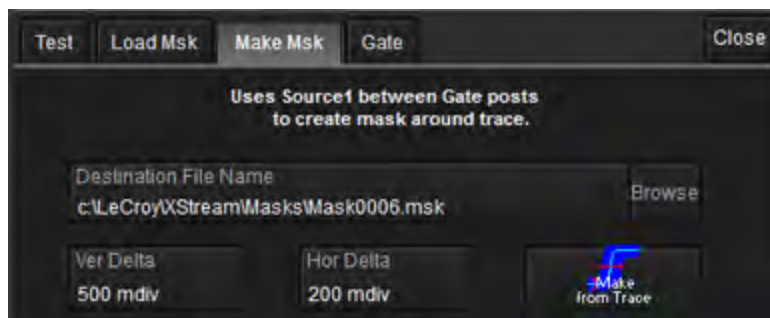 Test Load Msk Make Msk Gate Close
Uses Source1 between Gate posts
to create mask around trace.
Destination File Name
c:\LeCroy\XStream\Masks\Mask0006.msk
Browse
Ver Delta Hor Delta
500 mdiv 200 mdiv
Make
from Trace